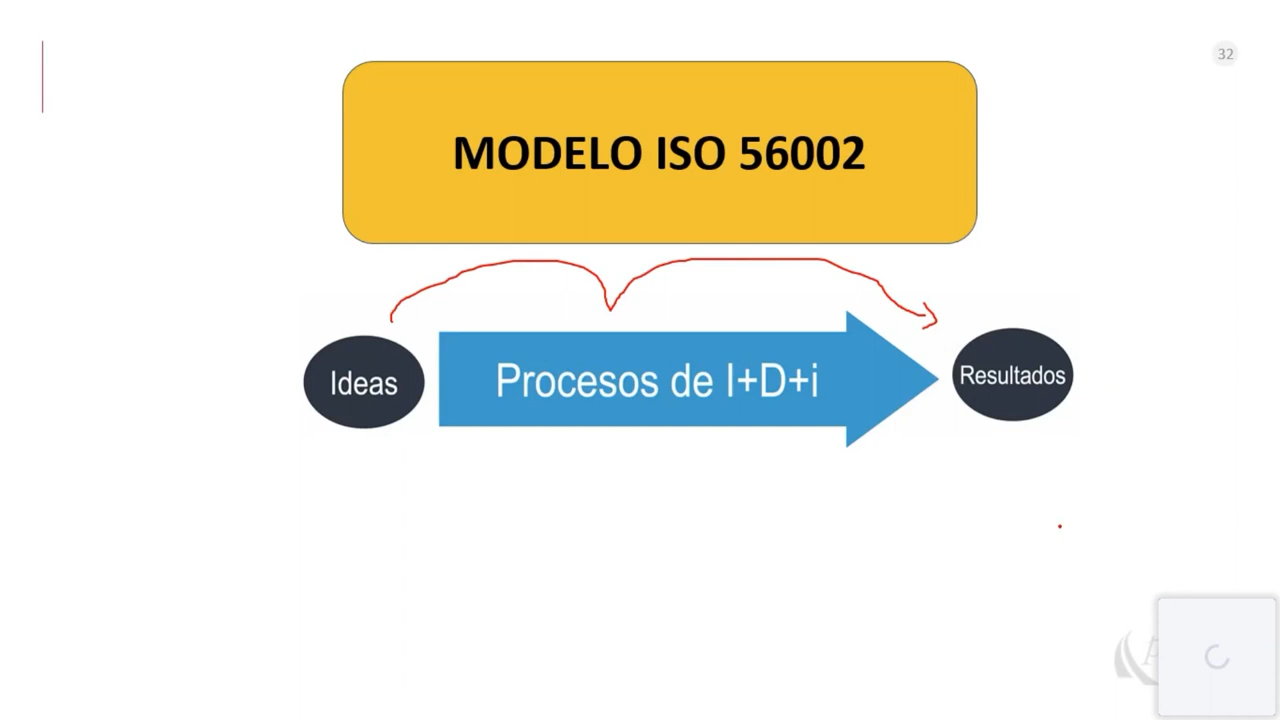 32
MODELO ISO 56002
Ideas
Procesos de I+D+i
Resultados